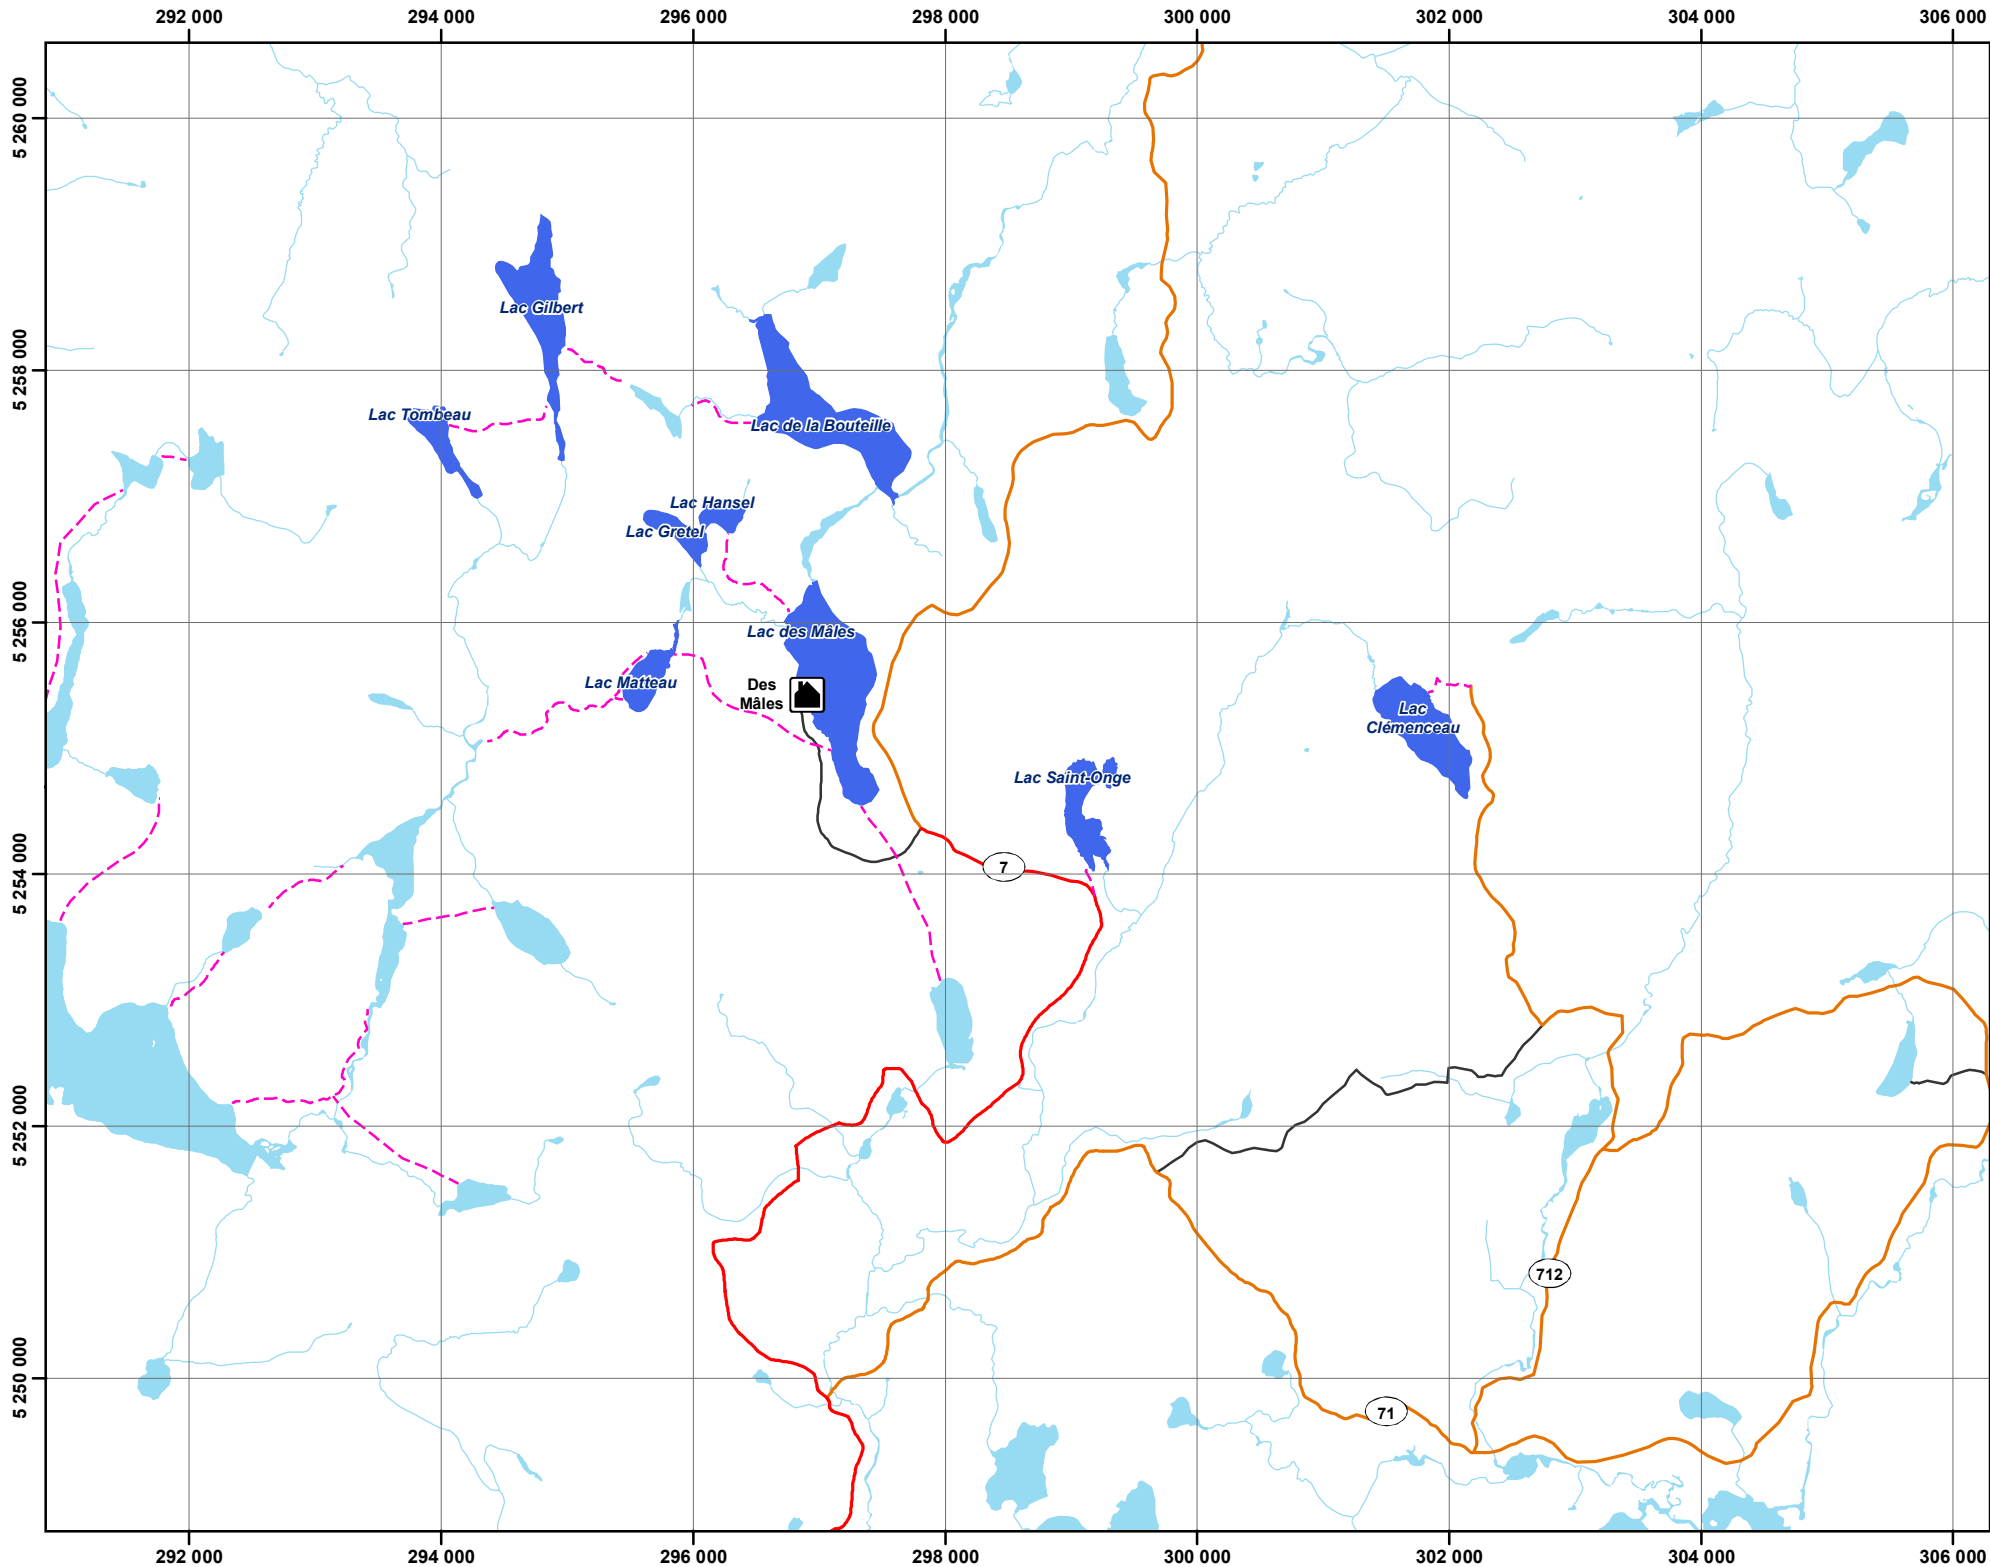 292 000 294 000 296 000 298 000 300 000 302 000 304 000 306 000
5 260 000
Lac Gilbert
5 258 000
Lac Tombeau
Lac de la Bouteille
Lac Hansel
Lac Gretel
5 256 000
Lac des Mâles
Lac Matteau
Des
Mâles
Lac
Clémenceau
Lac Saint-Onge
7
5 254 000
5 252 000
712
5 250 000
71
292 000 294 000 296 000 298 000 300 000 302 000 304 000 306 000